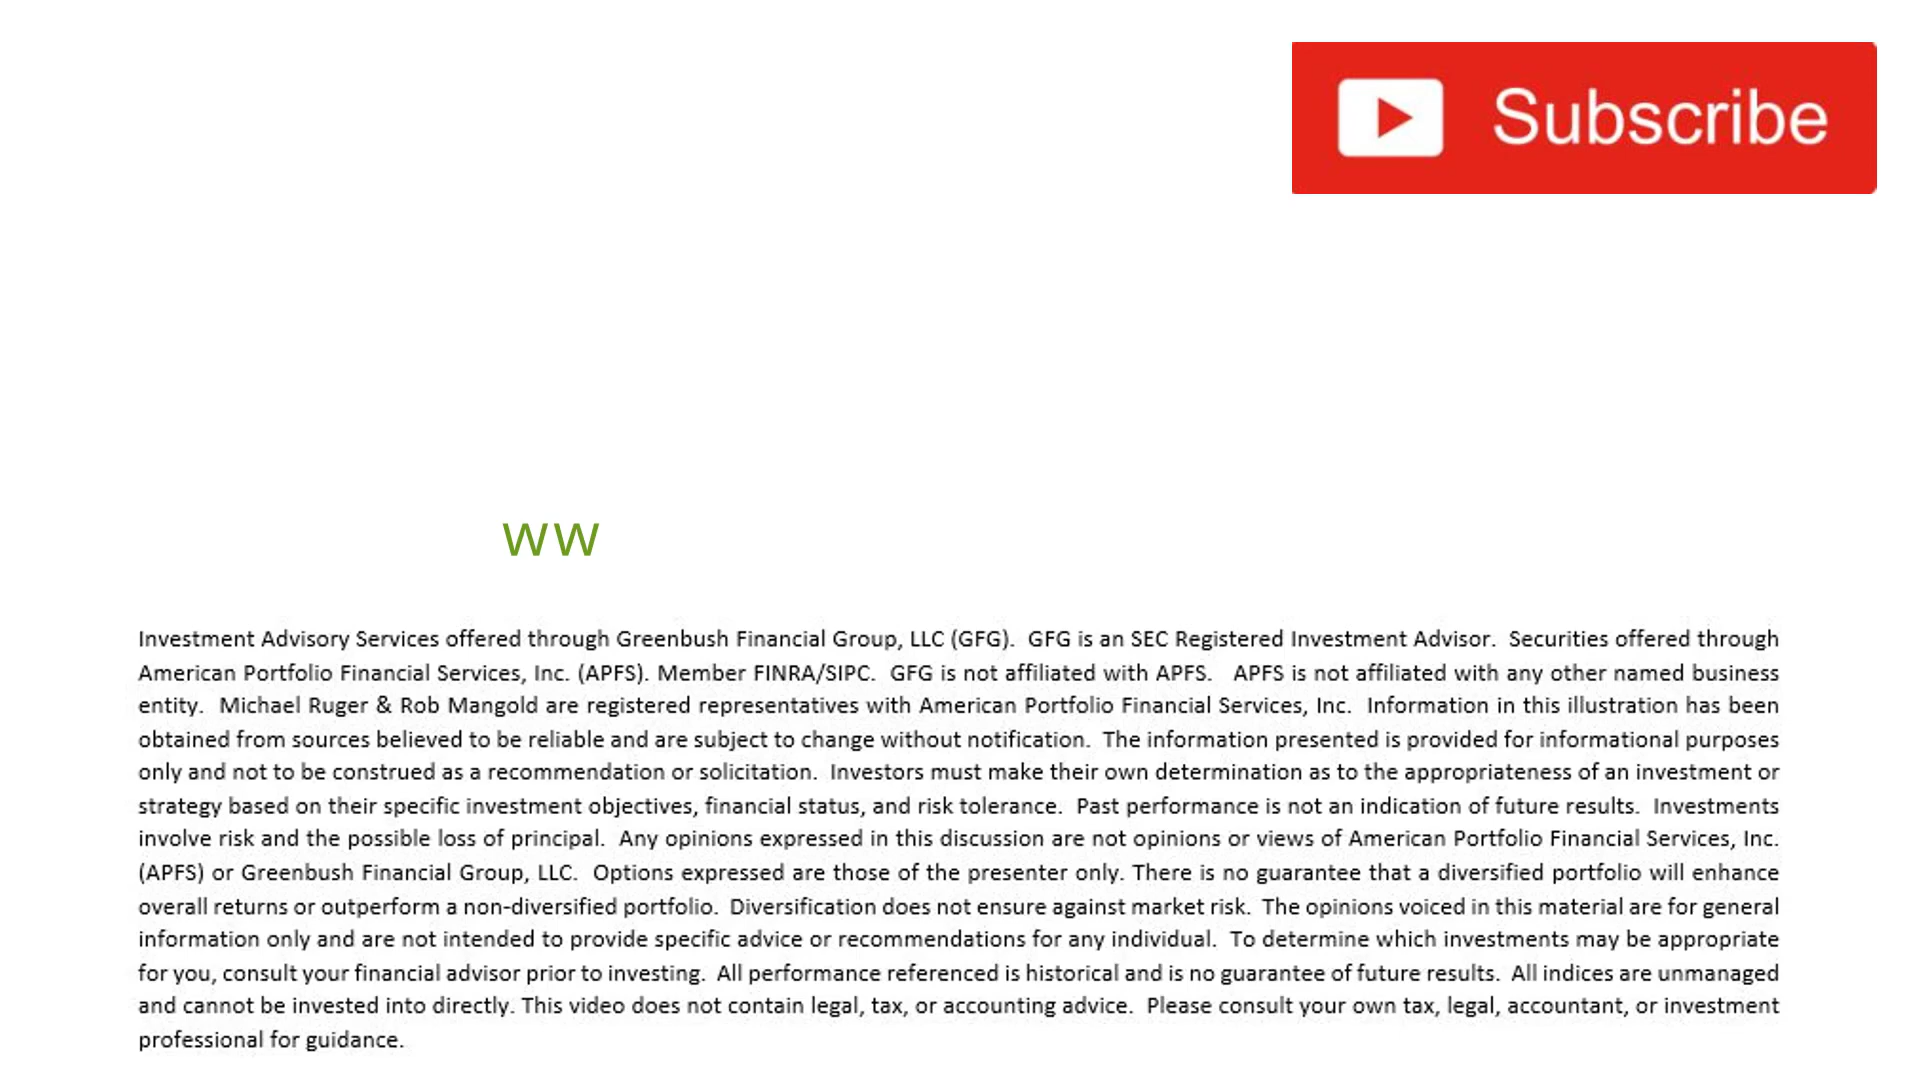 Subscribe
ww
Investment Advisory Services offered through Greenbush Financial Group, LLC (GFG).  GFG is an SEC Registered Investment Advisor.  Securities offered through
American Portfolio Financial Services, Inc. (APFS). Member FINRA/SIPC.  GFG is not affiliated with APFS.   APFS is not affiliated with any other named business
entity.  Michael Ruger & Rob Mangold are registered representatives with American Portfolio Financial Services, Inc.  Information in this illustration has been
obtained from sources believed to be reliable and are subject to change without notification.  The information presented is provided for informational purposes
only and not to be construed as a recommendation or solicitation.  Investors must make their own determination as to the appropriateness of an investment or
strategy based on their specific investment objectives, financial status, and risk tolerance.  Past performance is not an indication of future results.  Investments
involve risk and the possible loss of principal.  Any opinions expressed in this discussion are not opinions or views of American Portfolio Financial Services, Inc.
(APFS) or Greenbush Financial Group, LLC.  Options expressed are those of the presenter only. There is no guarantee that a diversified portfolio will enhance
overall returns or outperform a non-diversified portfolio.  Diversification does not ensure against market risk.  The opinions voiced in this material are for general
information only and are not intended to provide specific advice or recommendations for any individual.  To determine which investments may be appropriate
for you, consult your financial advisor prior to investing.  All performance referenced is historical and is no guarantee of future results.  All indices are unmanaged
and cannot be invested into directly. This video does not contain legal, tax, or accounting advice.  Please consult your own tax, legal, accountant, or investment
professional for guidance.